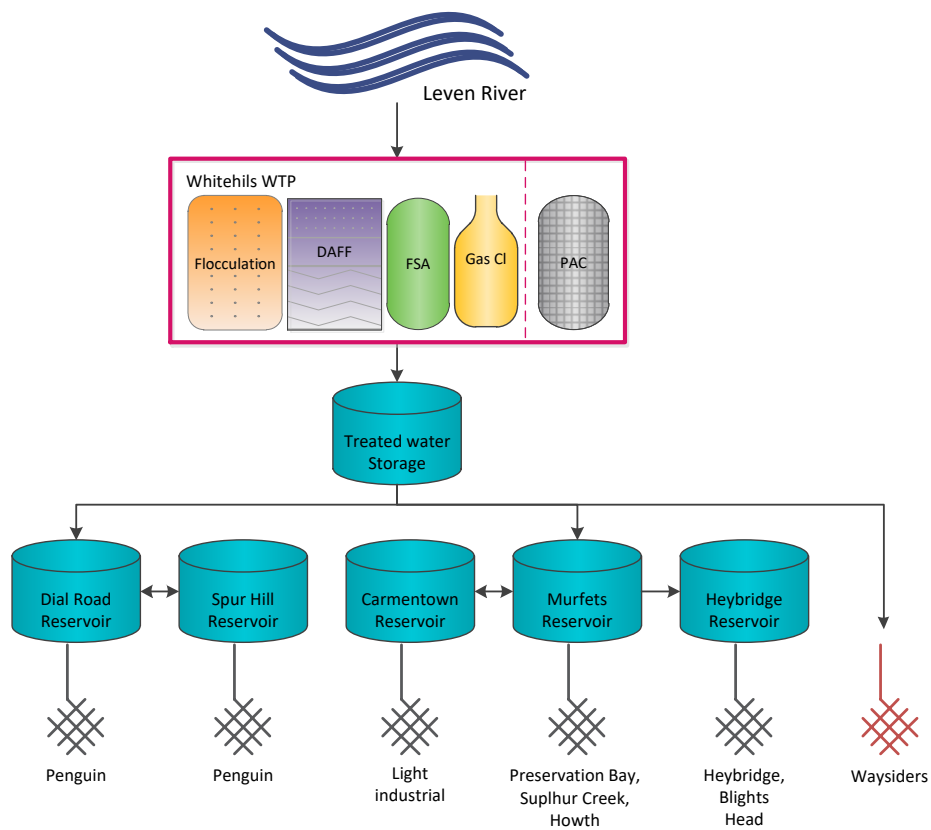 Leven River
Whitehils WTP
Flocculation
DAFF
FSA
Gas Cl
PAC
Treated water
Storage
Dial Road
Reservoir
Spur Hill
Reservoir
Carmentown
Reservoir
Murfets
Reservoir
Heybridge
Reservoir
Penguin
Penguin
Light
industrial
Preservation Bay,
Suplhur Creek,
Howth
Heybridge,
Blights
Head
Waysiders